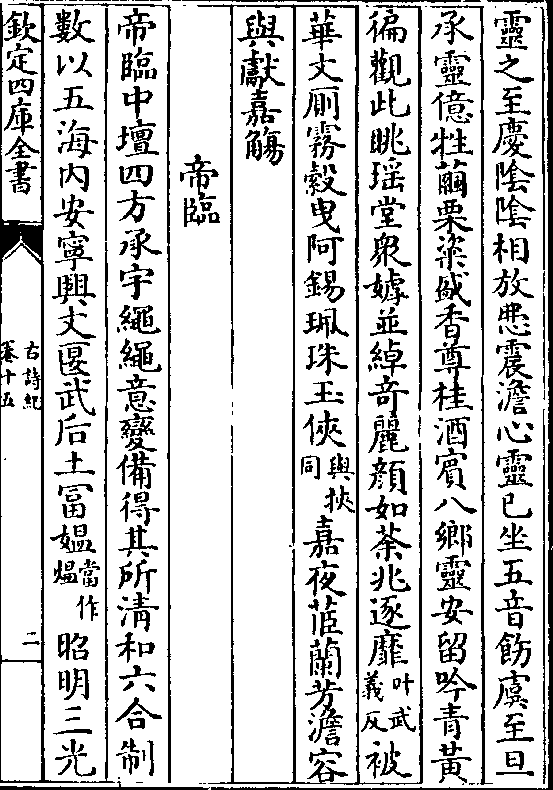 靈之至慶陰陰相放怫震澹心靈已坐五音飭虞至旦
承靈億牲繭栗粢盛香尊桂酒賓八鄉靈安留吟青黃
徧觀此眺瑶堂衆嫭並綽奇麗顔如荼兆逐靡叶武義反被
華文厠霧縠曳阿錫珮珠玉俠與挾同嘉夜茝蘭芳澹容
與獻嘉觴
帝臨
帝臨中壇四方承宇繩繩意變備得其所清和六合制
數以五海内安寧興文匽武后土富媪當作煴昭明三光
欽定四庫全書
古詩紀
卷十五
二